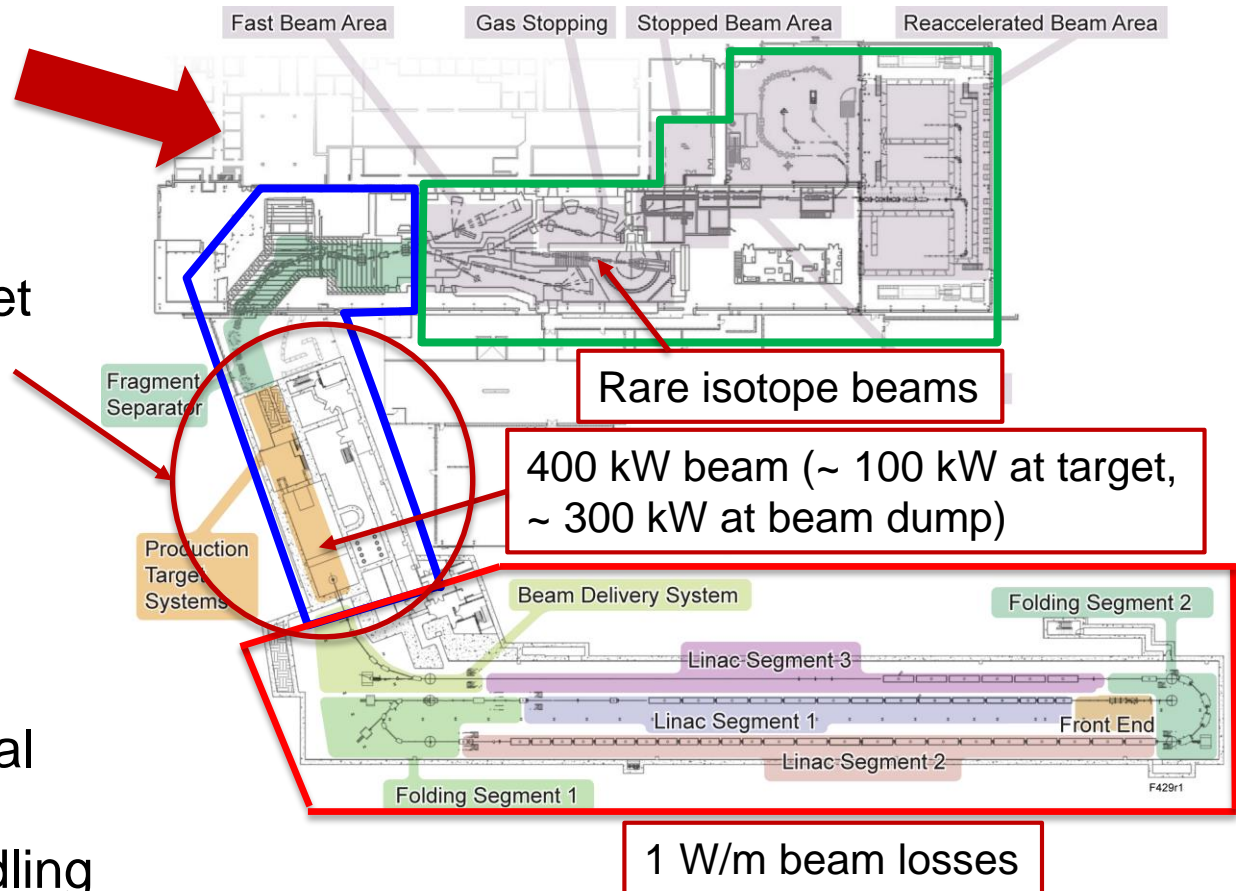 Fast Beam Area
Gas Stopping
Stopped Beam Area
Reaccelerated Beam Area
et
Fragment
Separator
Rare isotope beams
400 kW beam (~ 100 kW at target,
~ 300 kW at beam dump)
Production
Target
Systems
Beam Delivery System
Folding Segment 2
Linac Segment 3
Linac Segment 1
Front End
Linac Segment 2
al
Folding Segment 1
F429r1
1 W/m beam losses
dling